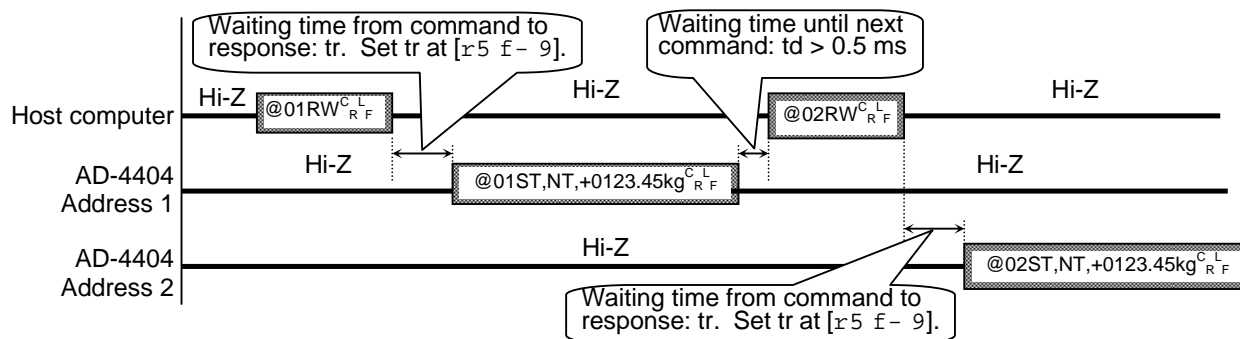 Waiting time from command to
response: tr. Set tr at [r5 f- 9].
Waiting time until next
command: td > 0.5 ms
Hi-Z
Hi-Z
Hi-Z
Host computer
@01RWCRLF
@02RWCRLF
Hi-Z
Hi-Z
AD-4404
Address 1
@01ST,NT,+0123.45kgCRLF
Hi-Z
AD-4404
Address 2
@02ST,NT,+0123.45kgCRLF
Waiting time from command to
response: tr. Set tr at [r5 f- 9].